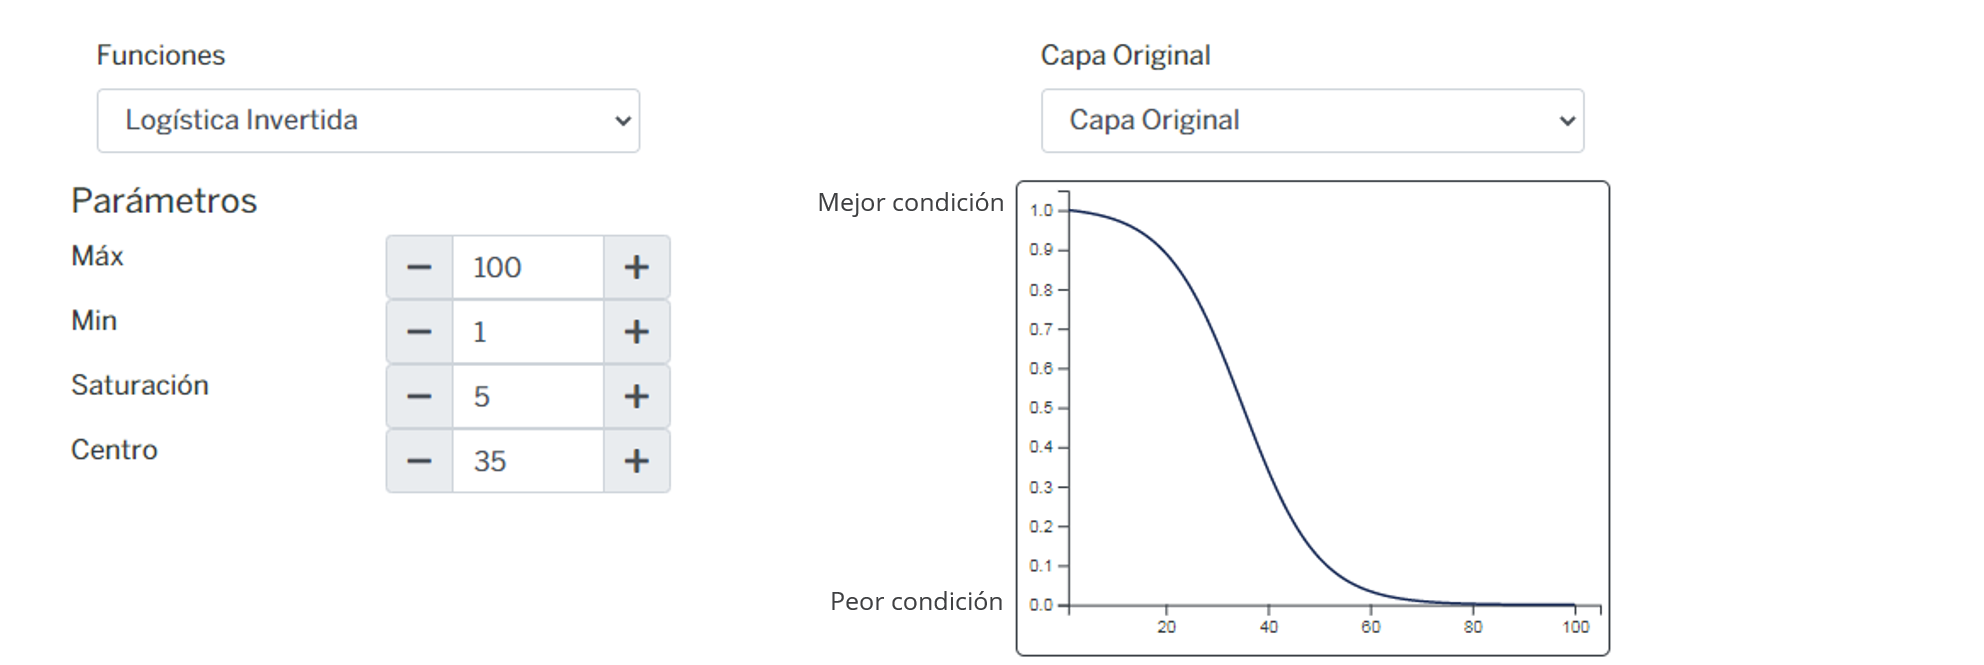 Funciones
Logística Invertida
Parámetros
Máx
100
Min
1
Saturación
5
Centro
35
Capa Original
Capa Original
Mejor condición
Peor condición
1.0
0.9
0.8
0.7
0.6
0.5
0.4
0.3
0.2
0.1
0.0
20 40 60 80 100